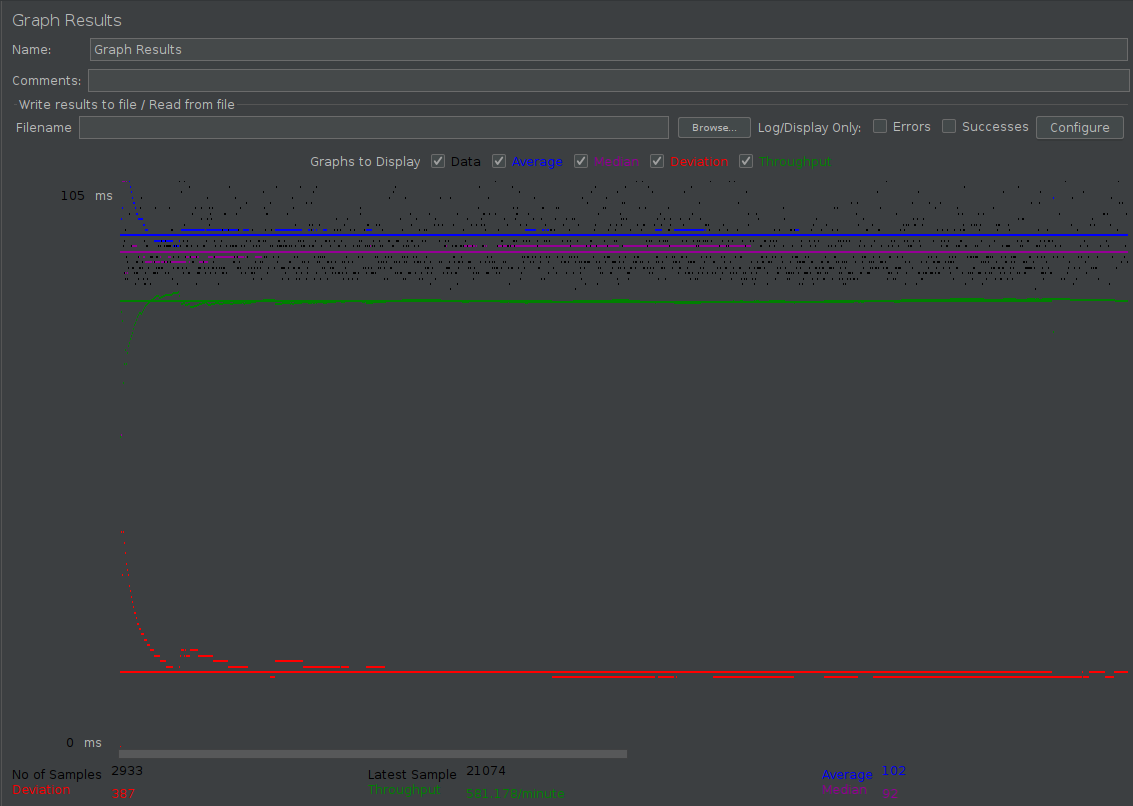 Graph Results
Name: Graph Results
Comments:
Write results to file / Read from file
Filename Browse... Log/Display Only: Errors Successes Configure
Graphs to Display Data Average Median Deviation Throughput
105 ms
0 ms
No of Samples 2933 Latest Sample 21074 Average 102
Deviation 387 Throughput 581.178/minute Median